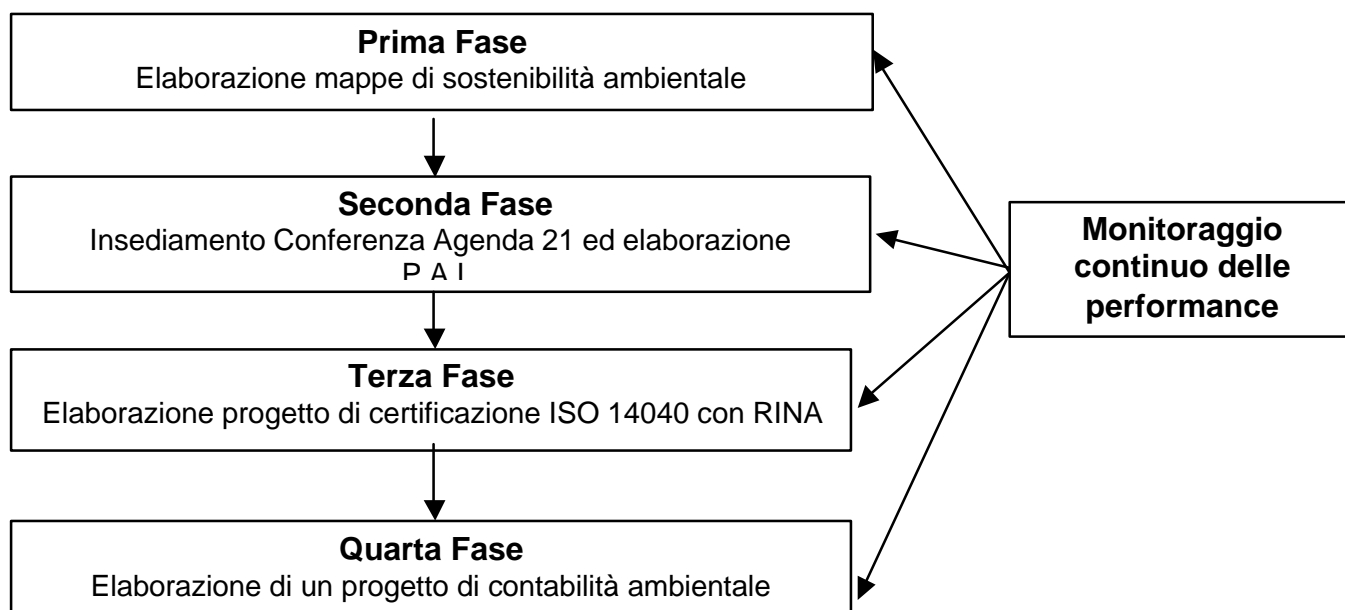 Prima Fase
Elaborazione mappe di sostenibilità ambientale
Seconda Fase
Insediamento Conferenza Agenda 21 ed elaborazione
Terza Fase
Elaborazione progetto di certificazione ISO 14040 con RINA
Quarta Fase
Elaborazione di un progetto di contabilità ambientale
Monitoraggio
continuo delle
performance